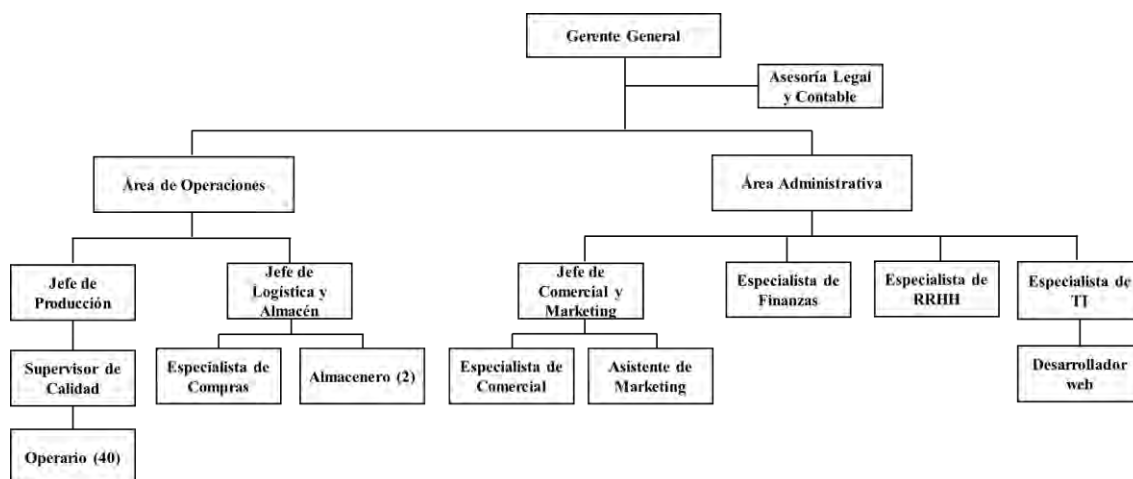 Gerente General
Asesoría Legal
y Contable
Área de Operaciones
Área Administrativa
Jefe de
Producción
Jefe de
Logística y
Almacén
Jefe de
Comercial y
Marketing
Especialista de
Finanzas
Especialista de
RRHH
Especialista de
TI
Supervisor de
Calidad
Especialista de
Compras
Almacenero (2)
Especialista de
Comercial
Asistente de
Marketing
Desarrollador
web
Operario (40)